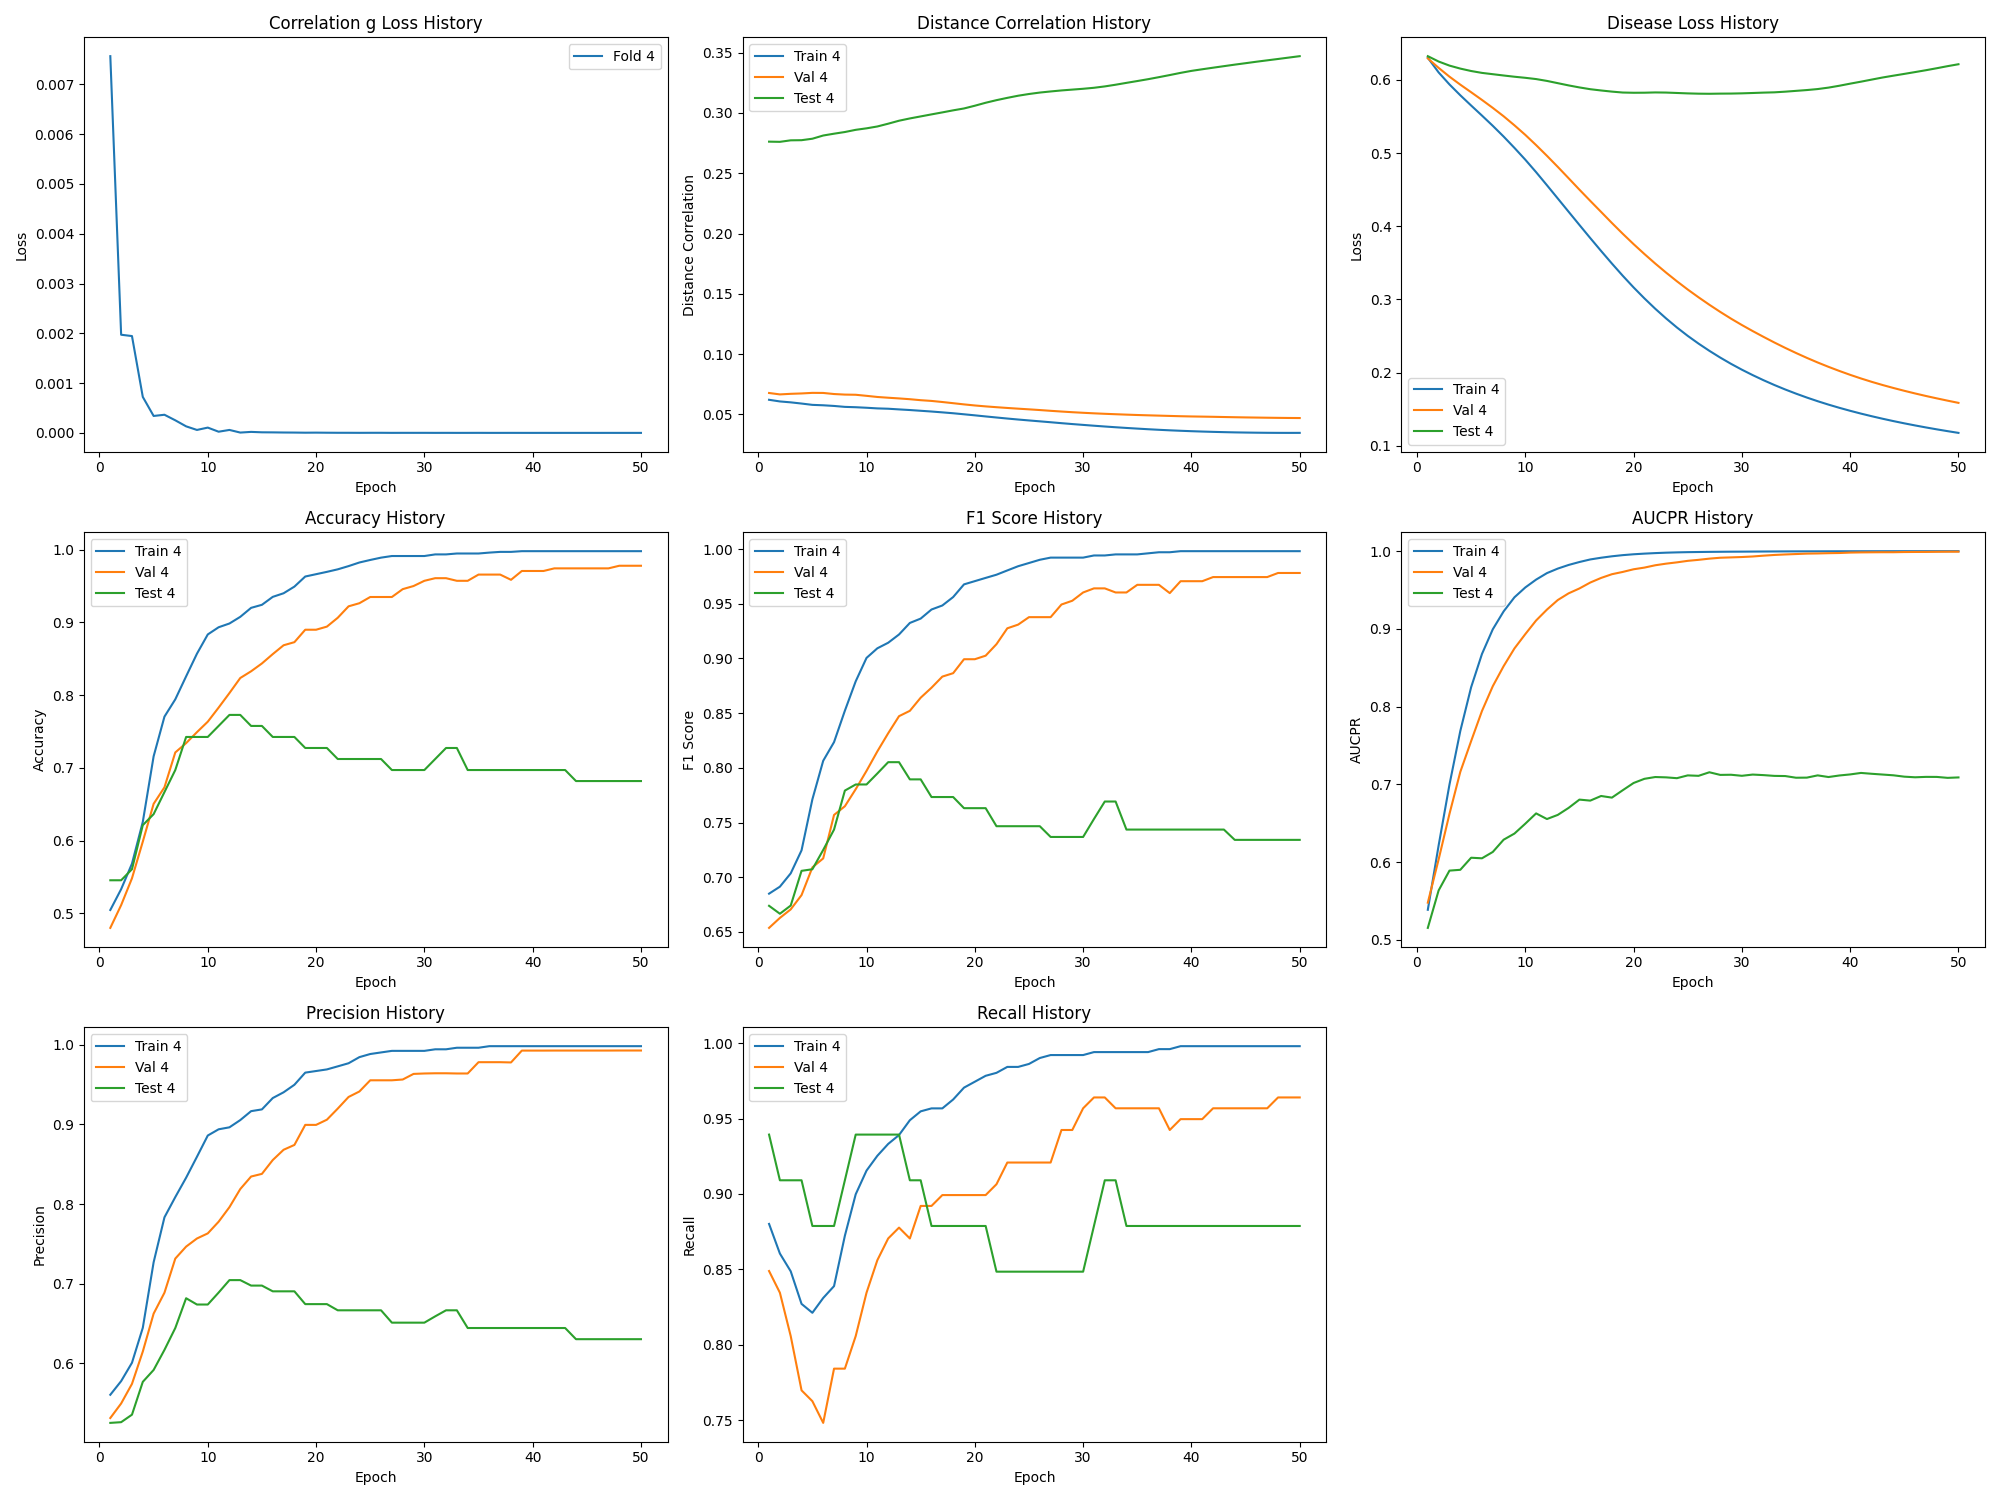 Correlation g Loss History
Fold 4
0.007
0.006
0.005
0.004
0.003
0.002
0.001
0.000
Loss
0 10 20 30 40 50
Epoch
Distance Correlation History
Train 4
Val 4
Test 4
0.35
0.30
0.25
0.20
0.15
0.10
0.05
Distance Correlation
0 10 20 30 40 50
Epoch
Disease Loss History
0.6
0.5
0.4
0.3
0.2
0.1
Loss
Train 4
Val 4
Test 4
0 10 20 30 40 50
Epoch
Accuracy History
Train 4
Val 4
Test 4
1.0
0.9
0.8
0.7
0.6
0.5
Accuracy
0 10 20 30 40 50
Epoch
F1 Score History
Train 4
Val 4
Test 4
1.00
0.95
0.90
0.85
0.80
0.75
0.70
0.65
F1 Score
0 10 20 30 40 50
Epoch
AUCPR History
Train 4
Val 4
Test 4
1.0
0.9
0.8
0.7
0.6
0.5
AUCPR
0 10 20 30 40 50
Epoch
Precision History
Train 4
Val 4
Test 4
1.0
0.9
0.8
0.7
0.6
Precision
0 10 20 30 40 50
Epoch
Recall History
Train 4
Val 4
Test 4
1.00
0.95
0.90
0.85
0.80
0.75
Recall
0 10 20 30 40 50
Epoch